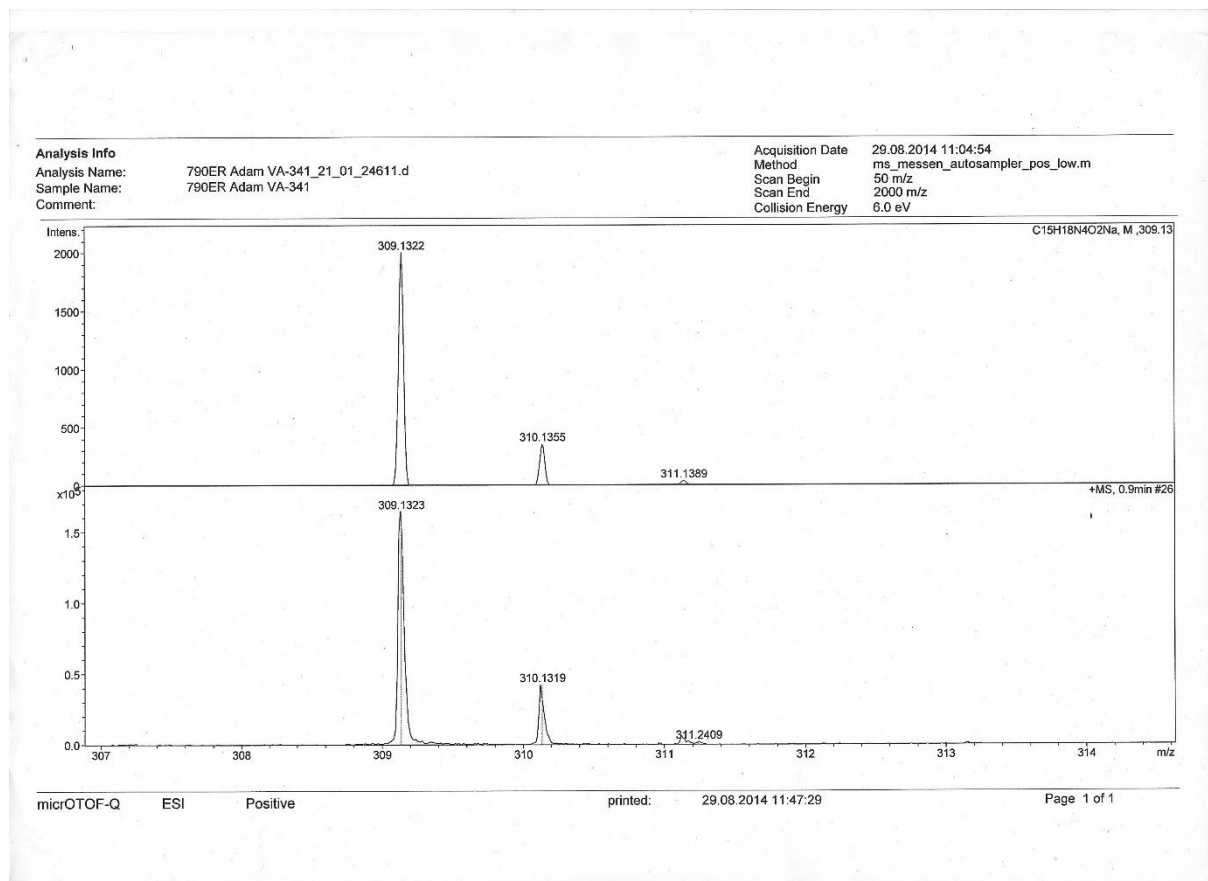 Analysis Info
Analysis Name: 790ER Adam VA-341_21_01_24611.d
Sample Name: 790ER Adam VA-341
Comment:
Acquisition Date 29.08.2014 11:04:54
Method ms_messen_autosampler_pos_low.m
Scan Begin 50 m/z
Scan End 2000 m/z
Collision Energy 6.0 eV
Intens.
C15H18N4O2Na, M ,309.13
2000
1500
1000
500
0
309.1322
310.1355
311.1389
x10⁵
+MS, 0.9min #26
1.5
1.0
0.5
0.0
309.1323
310.1319
311.2409
307 308 309 310 311 312 313 314 m/z
micrOTOF-Q ESI Positive printed: 29.08.2014 11:47:29 Page 1 of 1